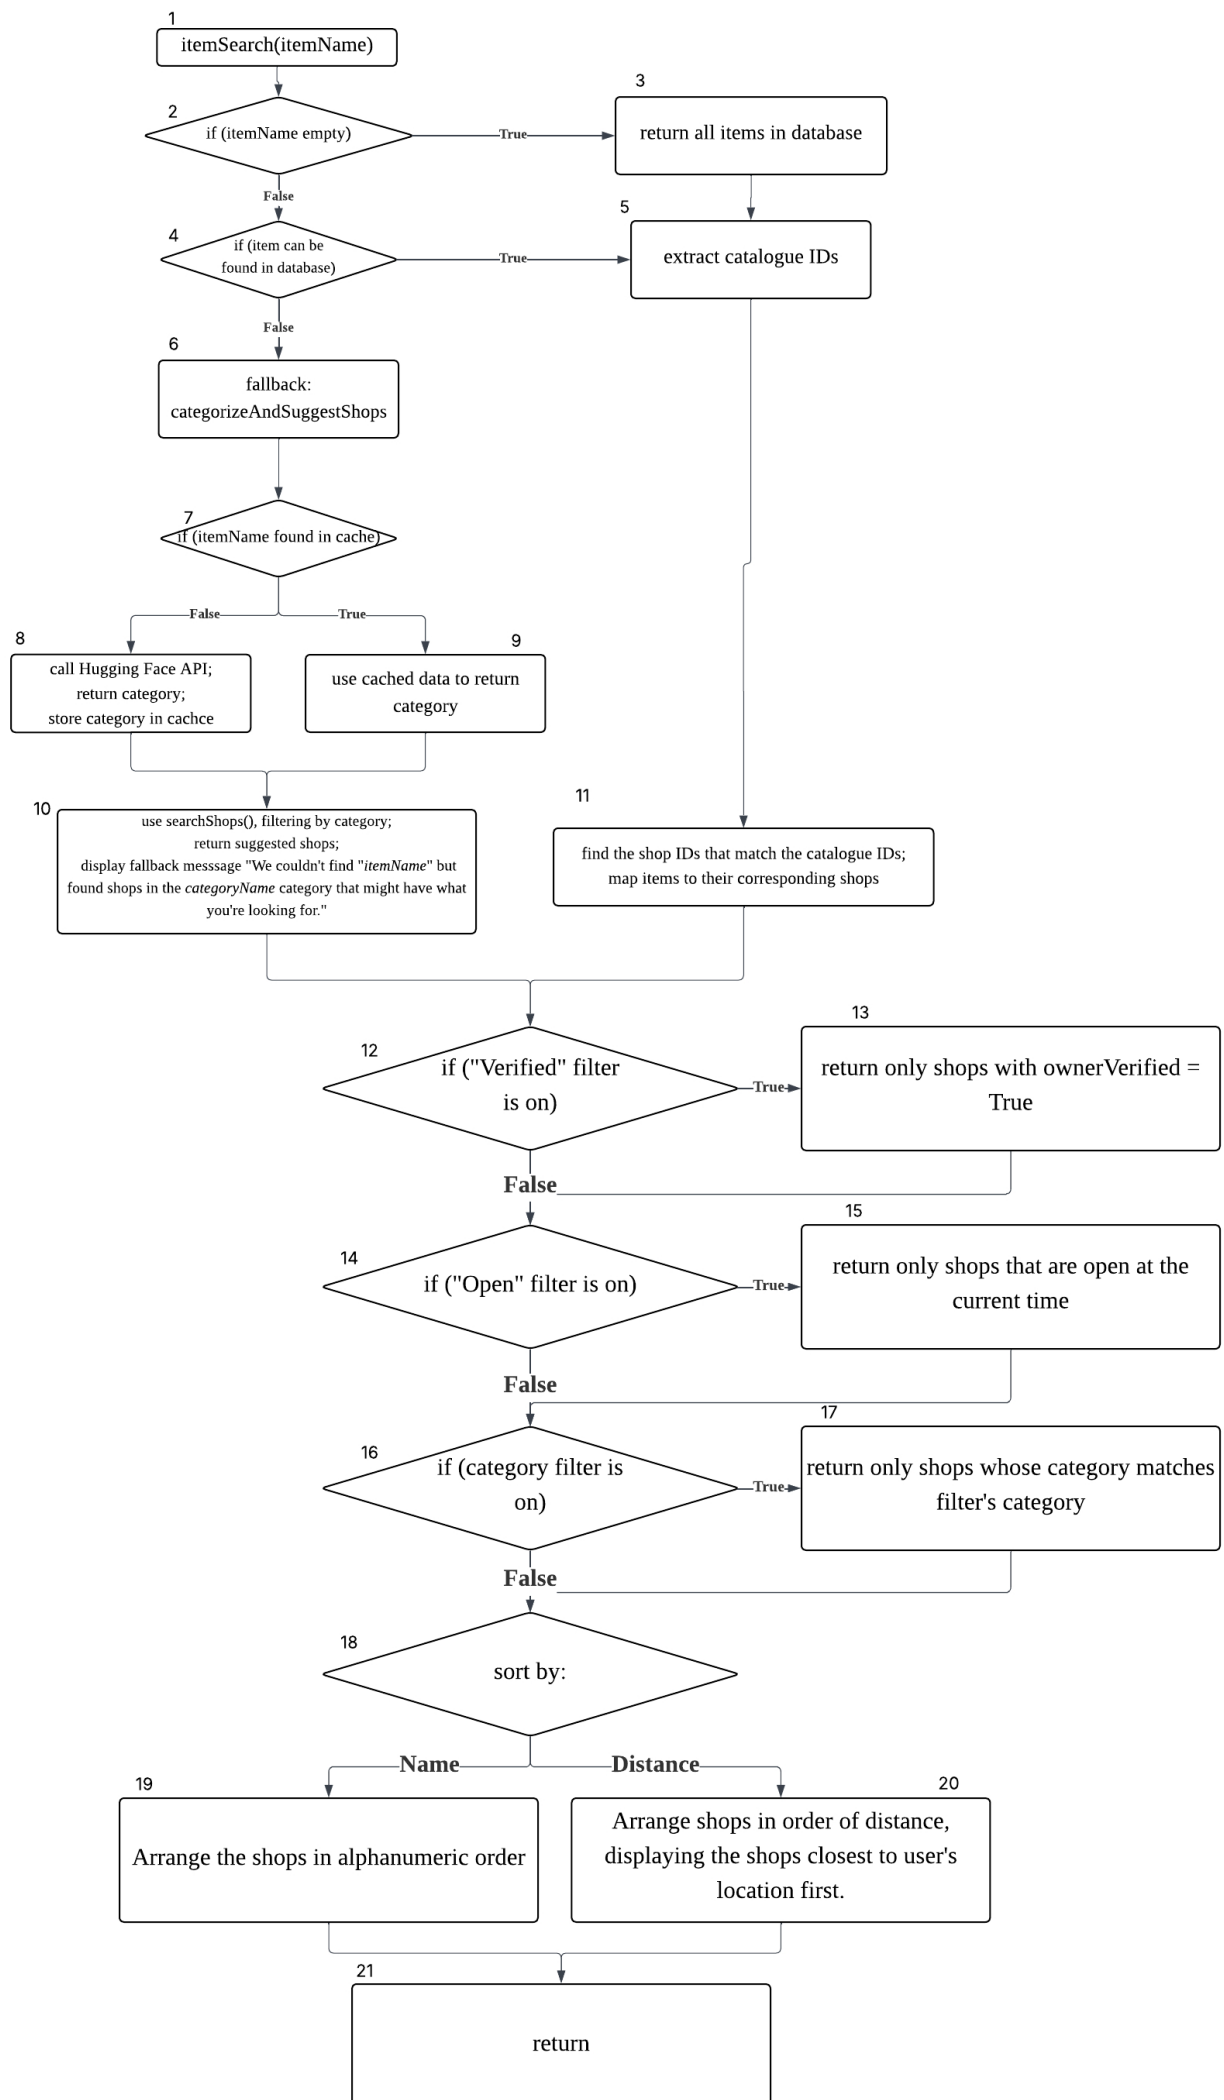 1
itemSearch(itemName)
2
if (itemName empty)
True
3
return all items in database
False
4
if (item can be
found in database)
True
5
extract catalogue IDs
False
6
fallback:
categorizeAndSuggestShops
7
if (itemName found in cache)
False
True
8
call Hugging Face API;
return category;
store category in cachce
9
use cached data to return
category
10
use searchShops(), filtering by category;
return suggested shops;
display fallback messsage "We couldn't find "itemName" but
found shops in the categoryName category that might have what
you're looking for."
11
find the shop IDs that match the catalogue IDs;
map items to their corresponding shops
12
if ("Verified" filter
is on)
True
13
return only shops with ownerVerified =
True
False
14
if ("Open" filter is on)
True
15
return only shops that are open at the
current time
False
16
if (category filter is
on)
True
17
return only shops whose category matches
filter's category
False
18
sort by:
Name
Distance
19
Arrange the shops in alphanumeric order
20
Arrange shops in order of distance,
displaying the shops closest to user's
location first.
21
return